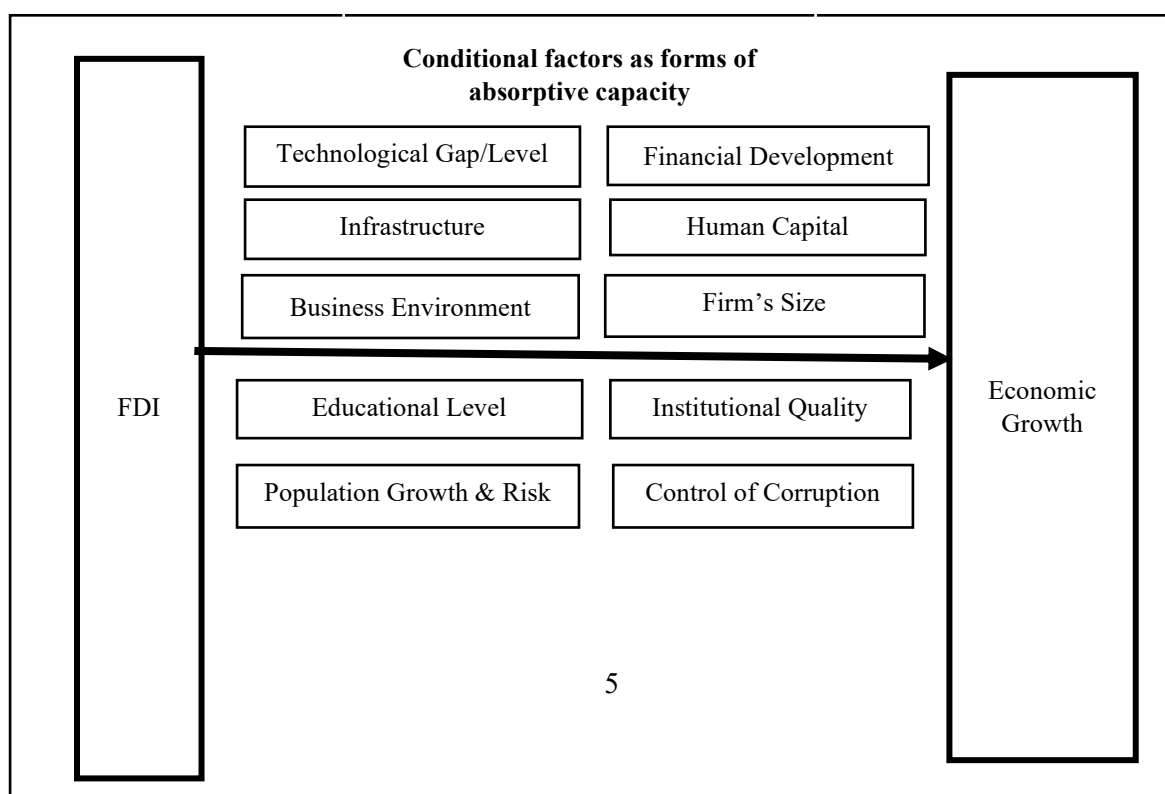 Conditional factors as forms of
absorptive capacity
Technological Gap/Level
Financial Development
Infrastructure
Human Capital
Business Environment
Firm’s Size
FDI
Educational Level
Institutional Quality
Economic
Growth
Population Growth & Risk
Control of Corruption
5